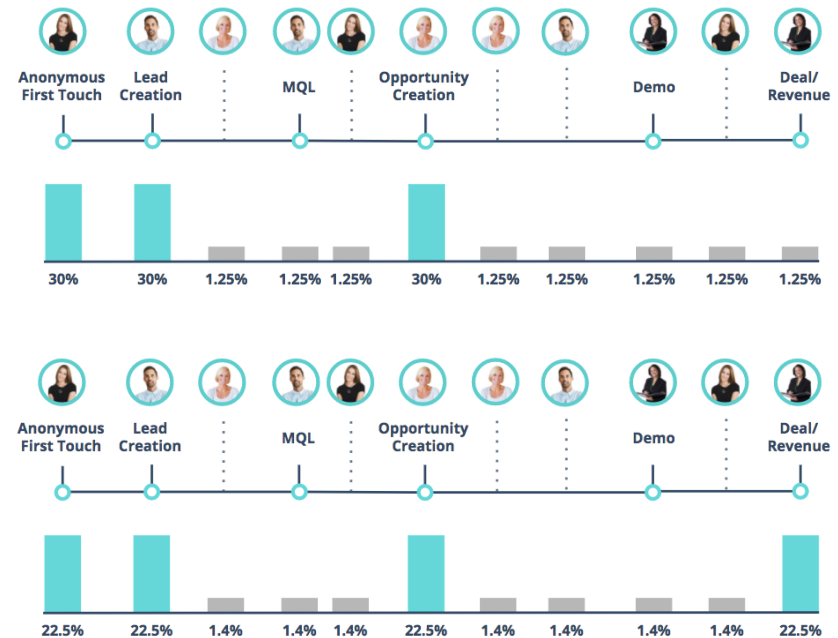 Anonymous
First Touch
Lead
Creation
MQL
Opportunity
Creation
Demo
Deal/
Revenue
30% 30% 1.25% 1.25% 1.25% 30% 1.25% 1.25% 1.25% 1.25% 1.25%
Anonymous
First Touch
Lead
Creation
MQL
Opportunity
Creation
Demo
Deal/
Revenue
22.5% 22.5% 1.4% 1.4% 1.4% 22.5% 1.4% 1.4% 1.4% 1.4% 22.5%